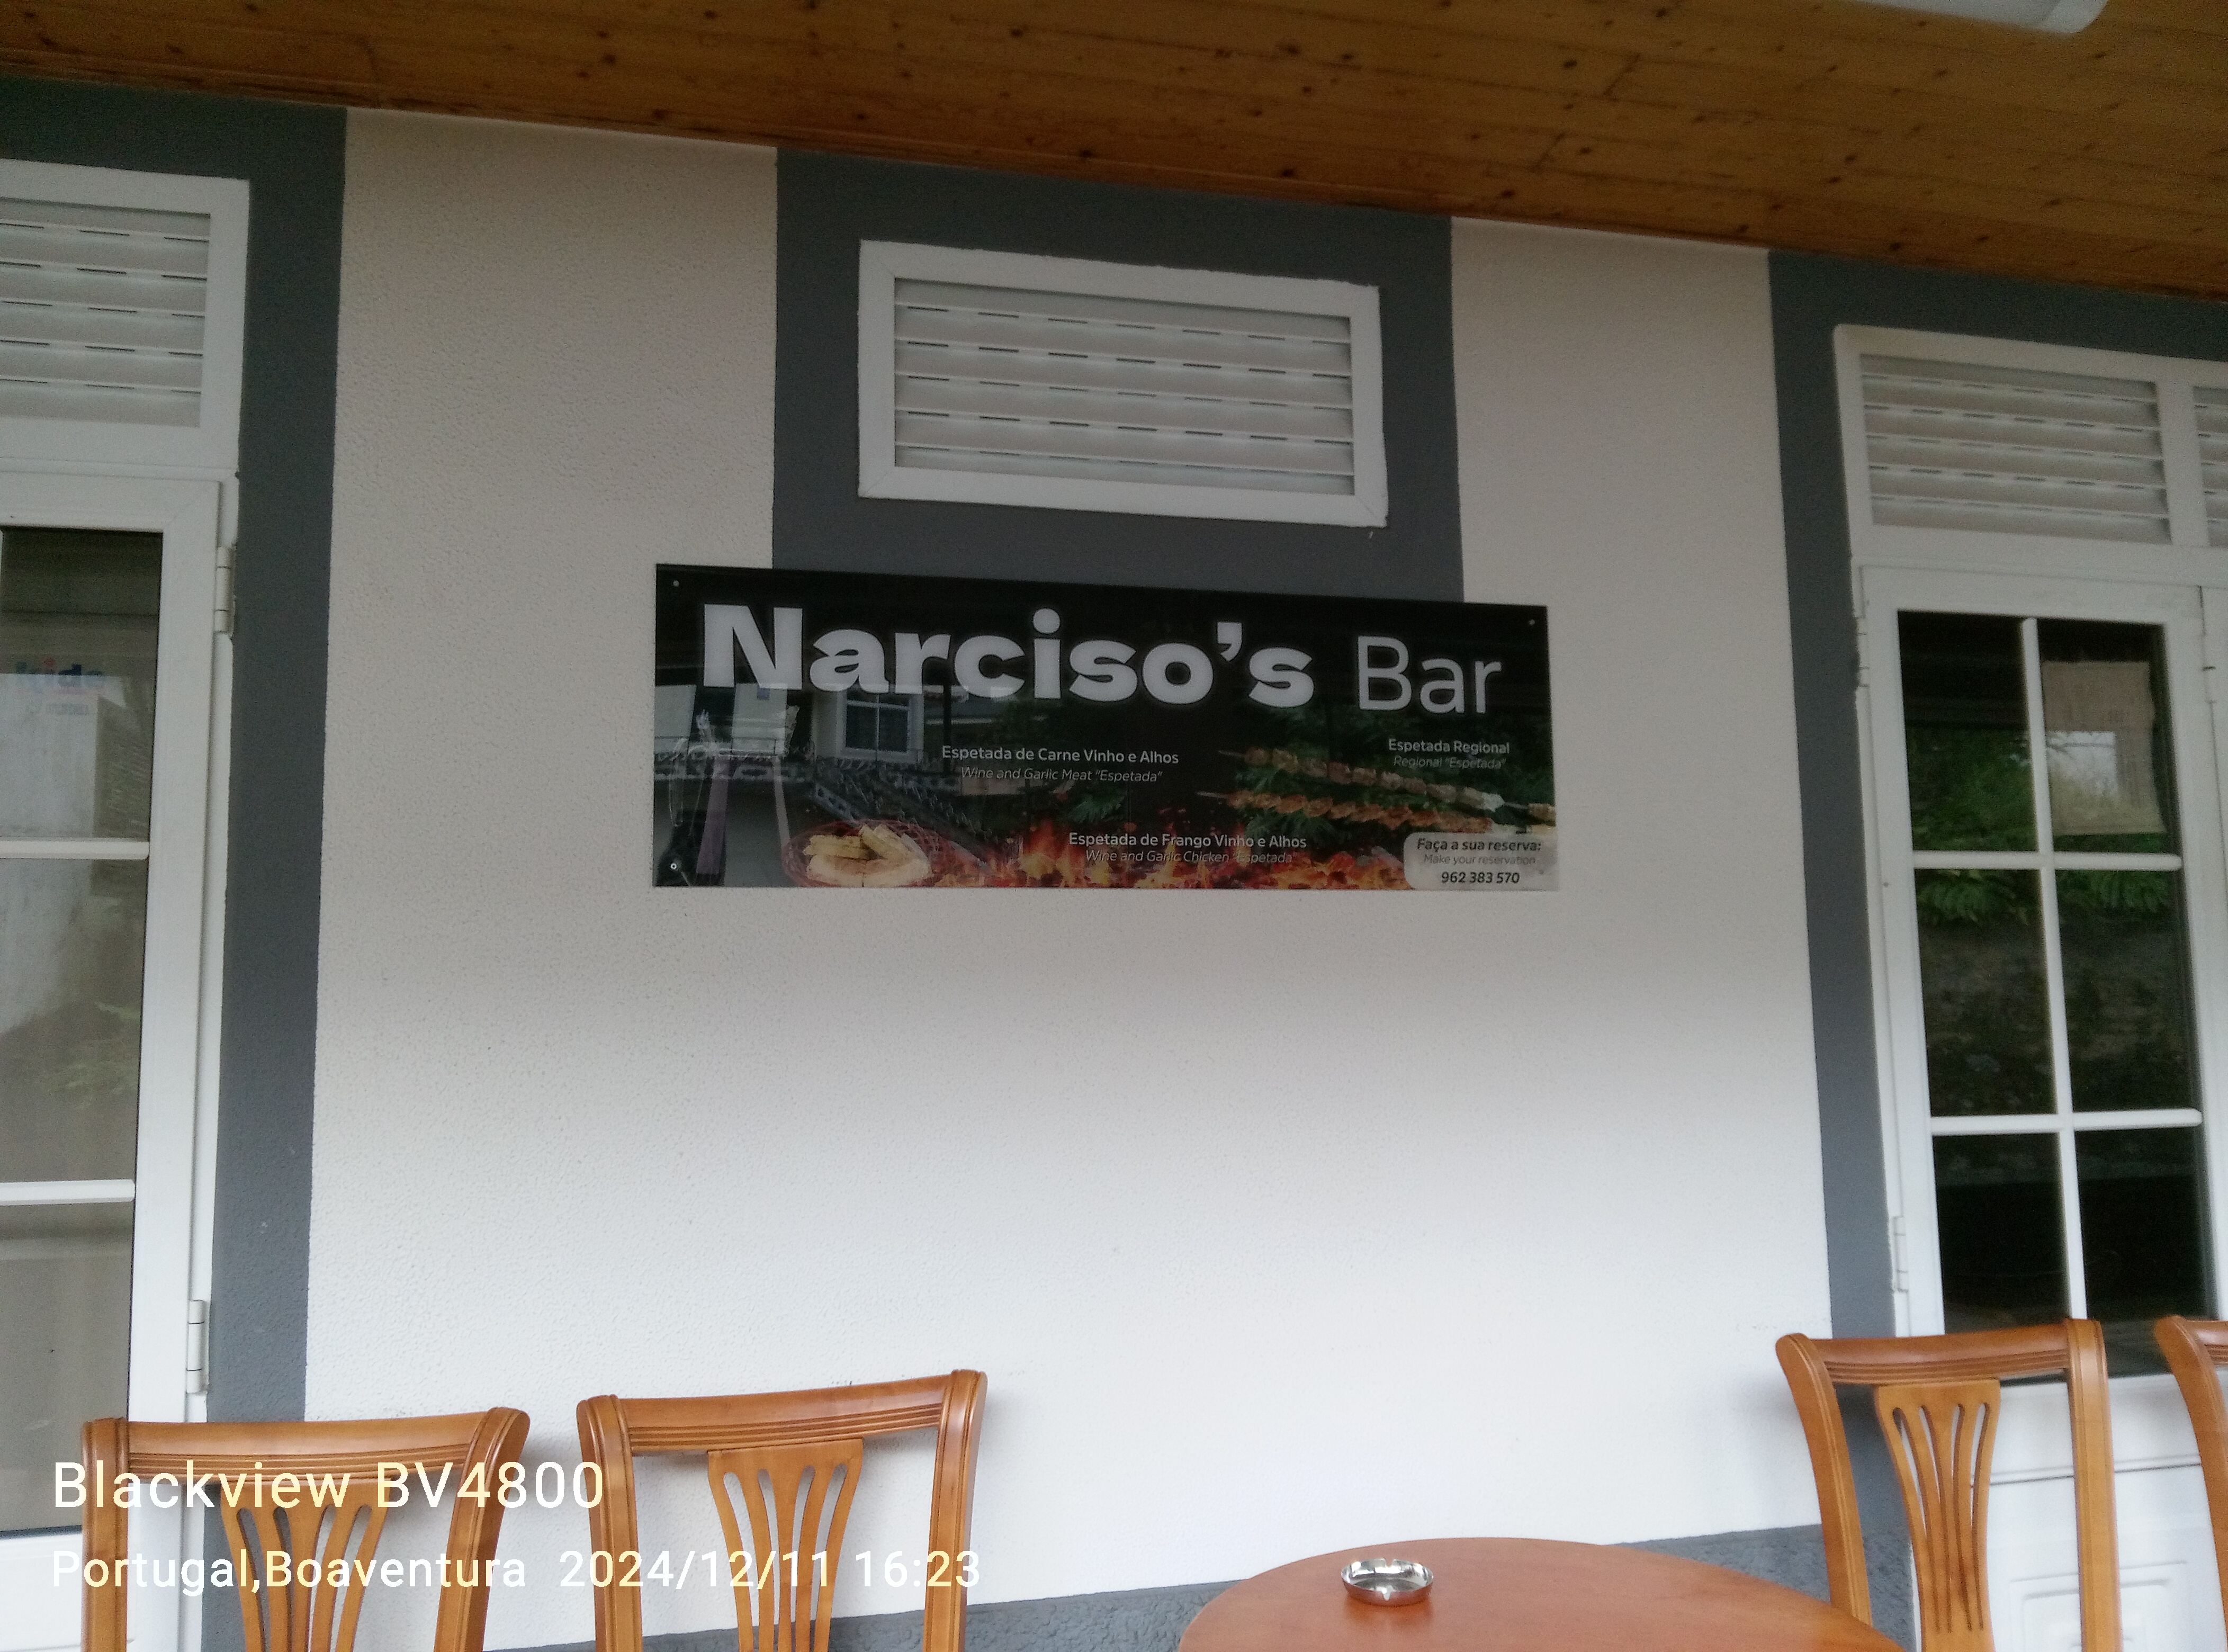 Narciso's Bar
Espetada de Carne Vinho e Alhos
Wine and Garlic Meat "Espetada"
Espetada Regional
Regional "Espetada"
Espetada de Frango Vinho e Alhos
Wine and Garlic Chicken "Espetada"
Faça a sua reserva:
Make your reservation
962 383 570
Blackview BV4800
Portugal,Boaventura 2024/12/11 16:23